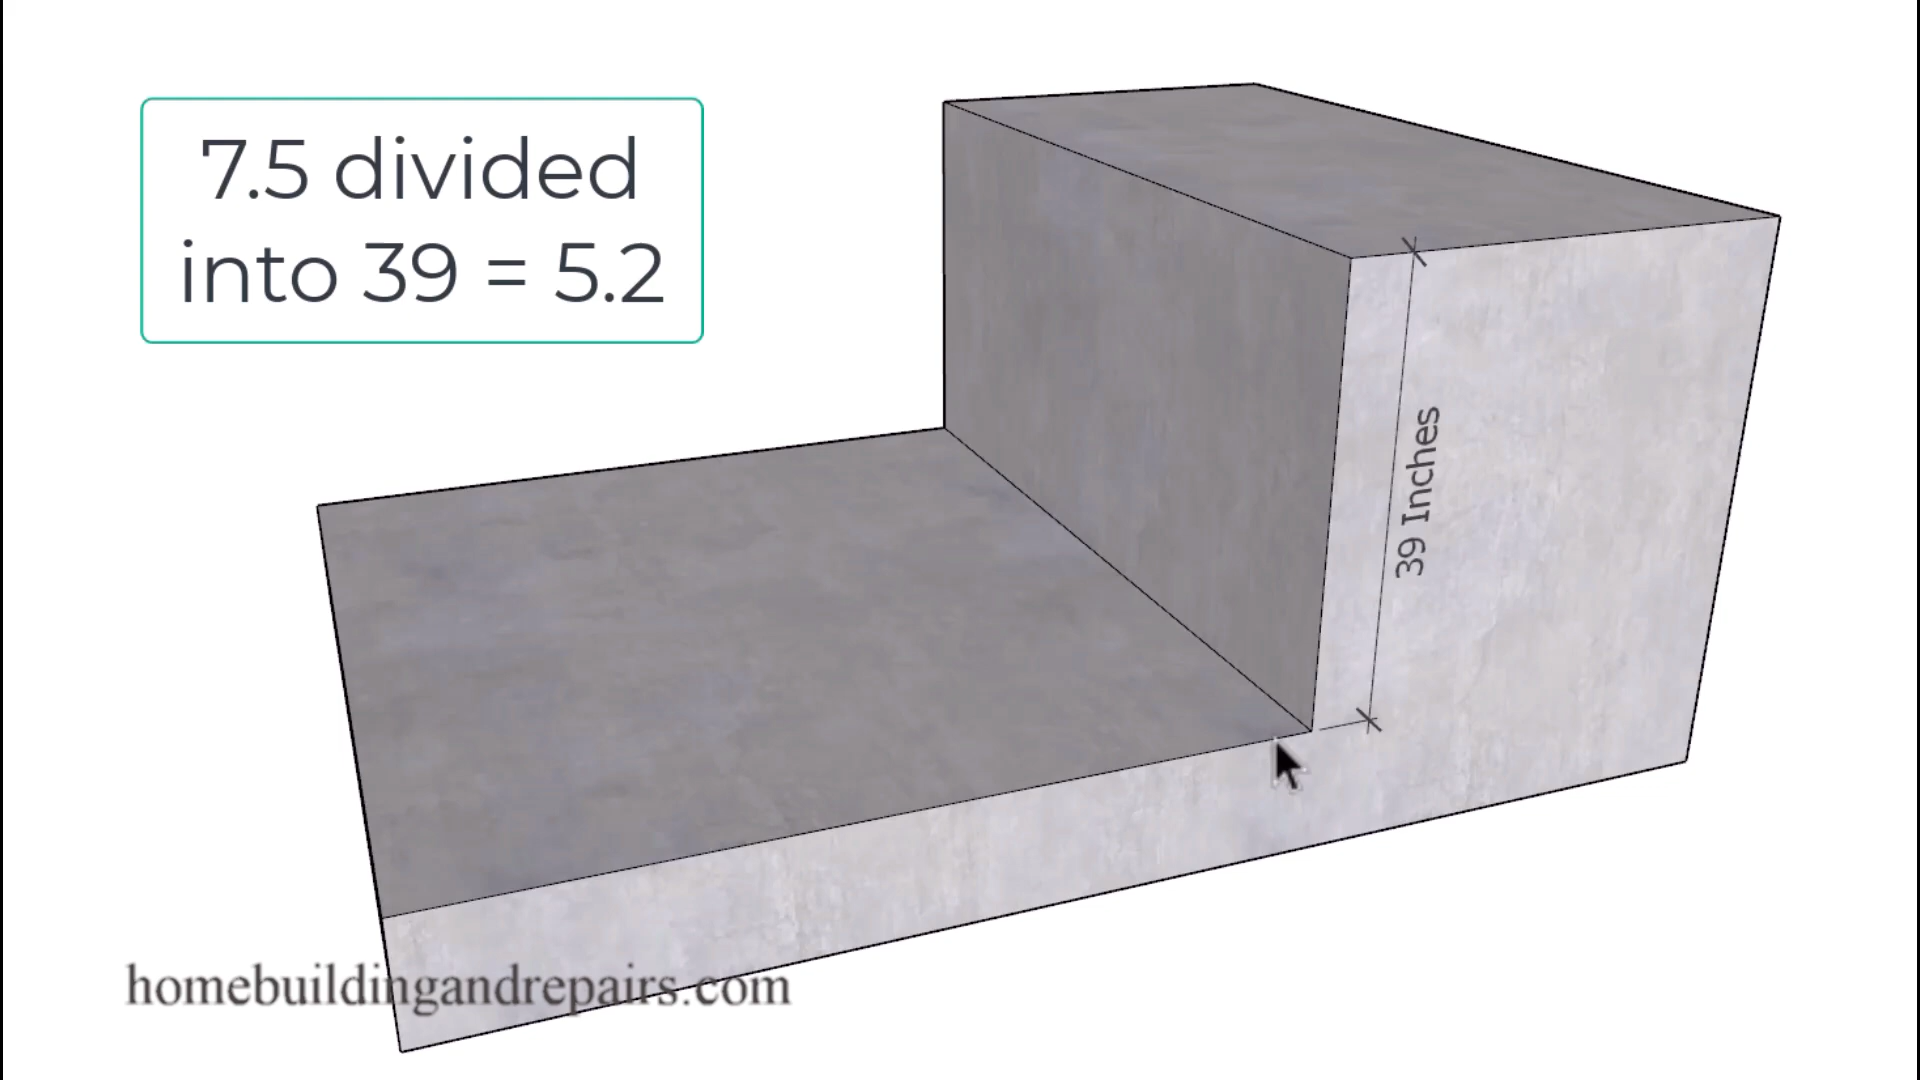 7.5 divided
into 39 = 5.2
39 Inches
homebuildingandrepairs.com